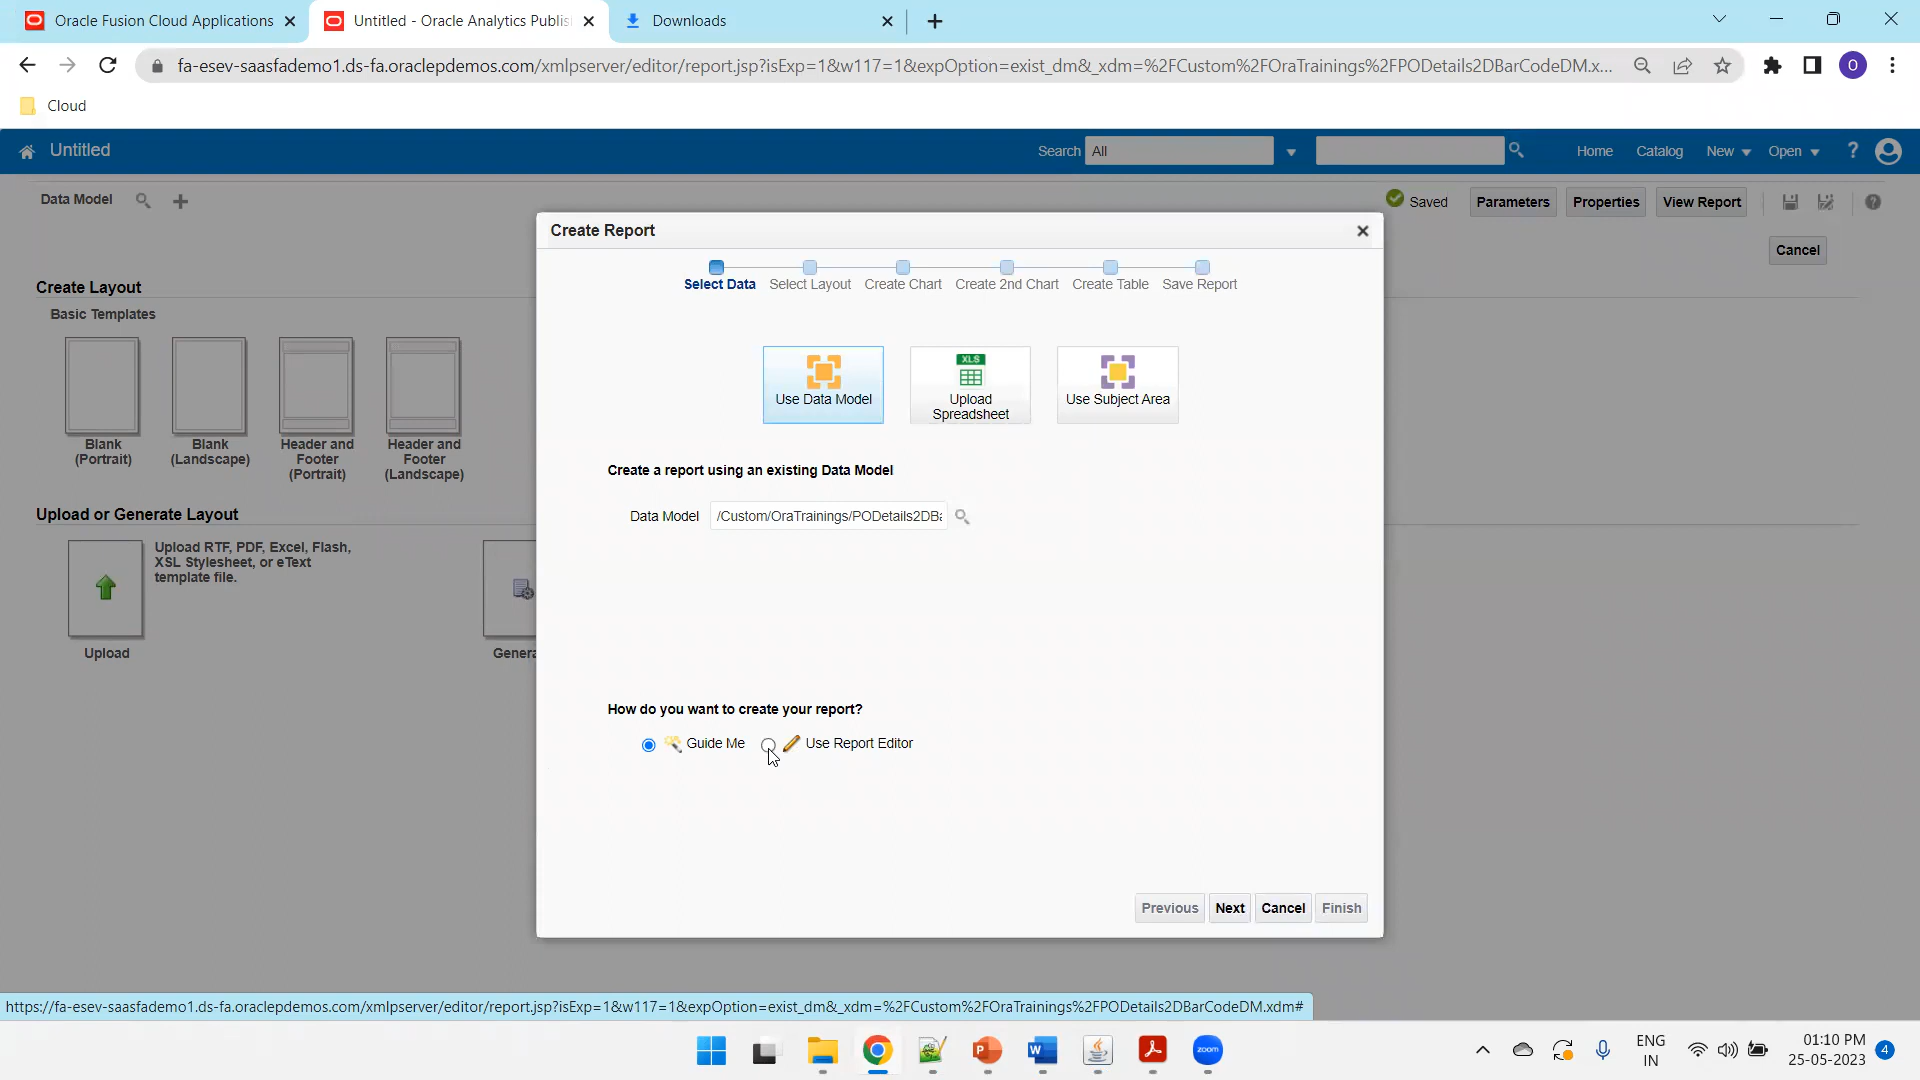 Oracle Fusion Cloud Applications
Untitled - Oracle Analytics Publis
Downloads
fa-esev-saasfademo1.ds-fa.oraclepdemos.com/xmlpserver/editor/report.jsp?isExp=1&w117=1&expOption=exist_dm&_xdm=%2FCustom%2FOraTrainings%2FPODetails2DBarCodeDM.x...
O
Cloud
Untitled
Search All
Home Catalog New Open ?
Data Model
Saved Parameters Properties View Report ?
Cancel
Create Layout
Basic Templates
Blank (Portrait)
Blank (Landscape)
Header and Footer (Portrait)
Header and Footer (Landscape)
Upload or Generate Layout
Upload RTF, PDF, Excel, Flash,
XSL Stylesheet, or eText
template file.
Upload
Genera
Create Report
Select Data Select Layout Create Chart Create 2nd Chart Create Table Save Report
Use Data Model
XLS
Upload
Spreadsheet
Use Subject Area
Create a report using an existing Data Model
Data Model /Custom/OraTrainings/PODetails2DBa
How do you want to create your report?
Guide Me Use Report Editor
Previous Next Cancel Finish
https://fa-esev-saasfademo1.ds-fa.oraclepdemos.com/xmlpserver/editor/report.jsp?isExp=1&w117=1&expOption=exist_dm&_xdm=%2FCustom%2FOraTrainings%2FPODetails2DBarCodeDM.xdm#
zoom
ENG
IN
01:10 PM
25-05-2023
4